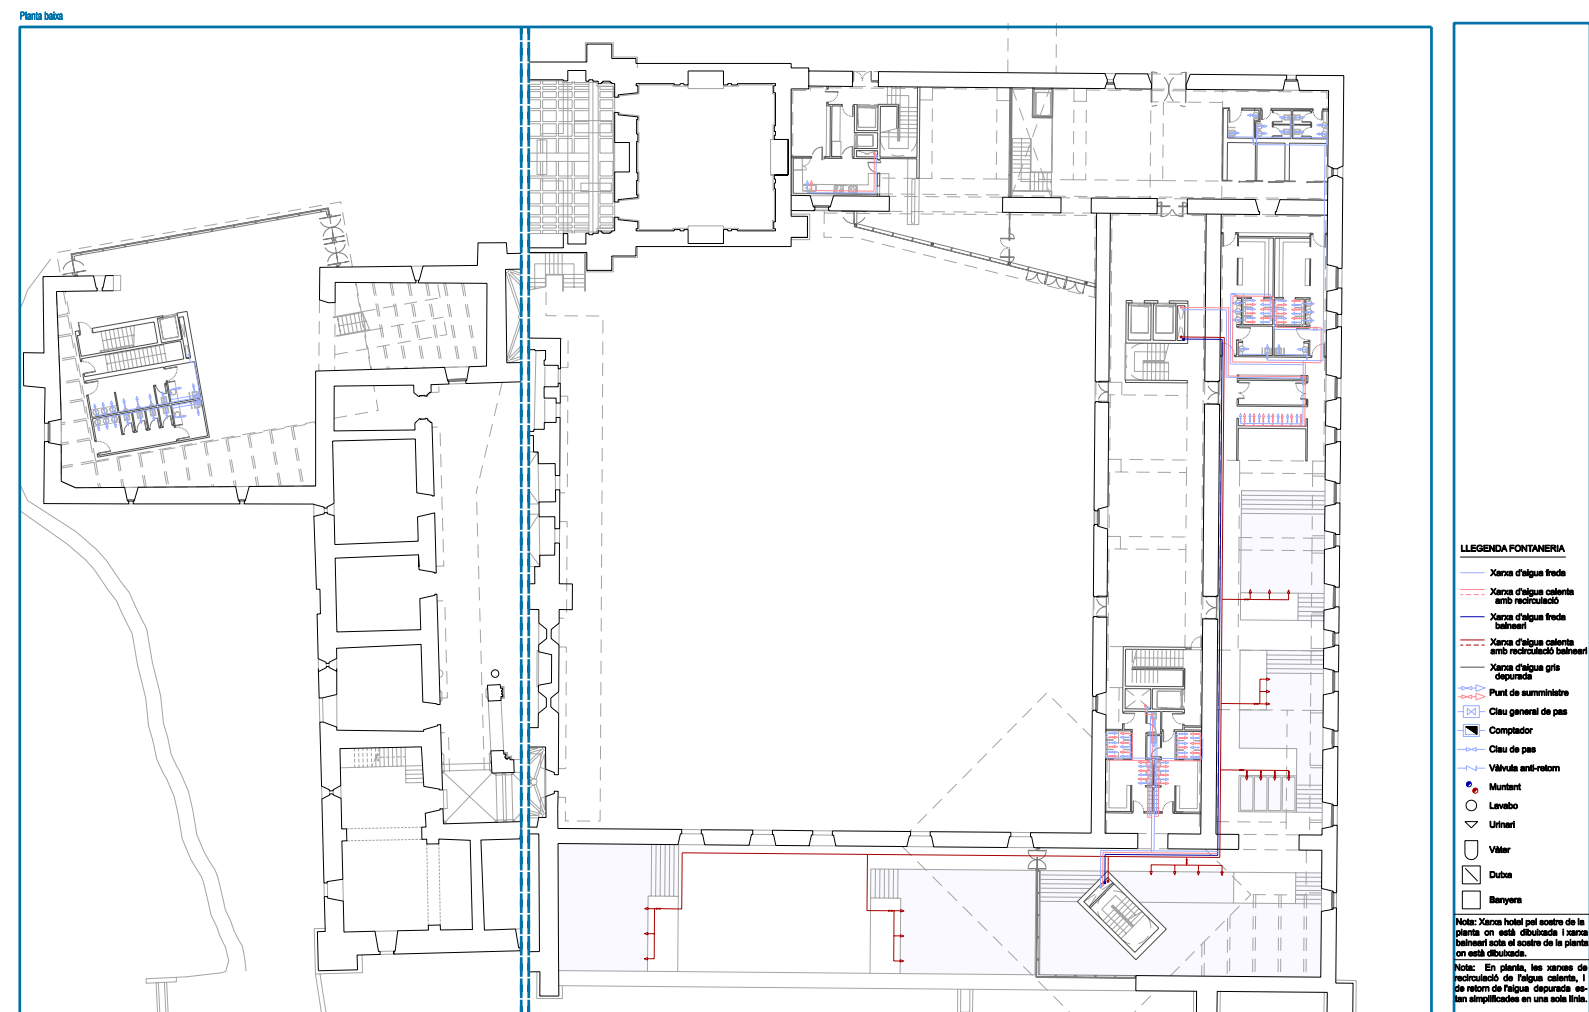 Planta baixa
LLEGENDA FONTANERIA
Xarxa d'aigua freda
Xarxa d'aigua calenta
amb recirculació
Xarxa d'aigua freda
balneari
Xarxa d'aigua calenta
amb recirculació balneari
Xarxa d'aigua gris
depurada
Punt de sumministre
Clau general de pas
Comptador
Clau de pas
Vàlvula anti-retorn
Muntant
Lavabo
Urinari
Vàter
Dutxa
Banyera
Nota: Xarxa hotel pel sostre de la
planta on està dibuixada i xarxa
balneari sota el sostre de la planta
on està dibuixada.
Nota: En planta, les xarxes de
recirculació de l'aigua calenta, i
de retorn de l'aigua depurada es-
tan simplificades en una sola línia.